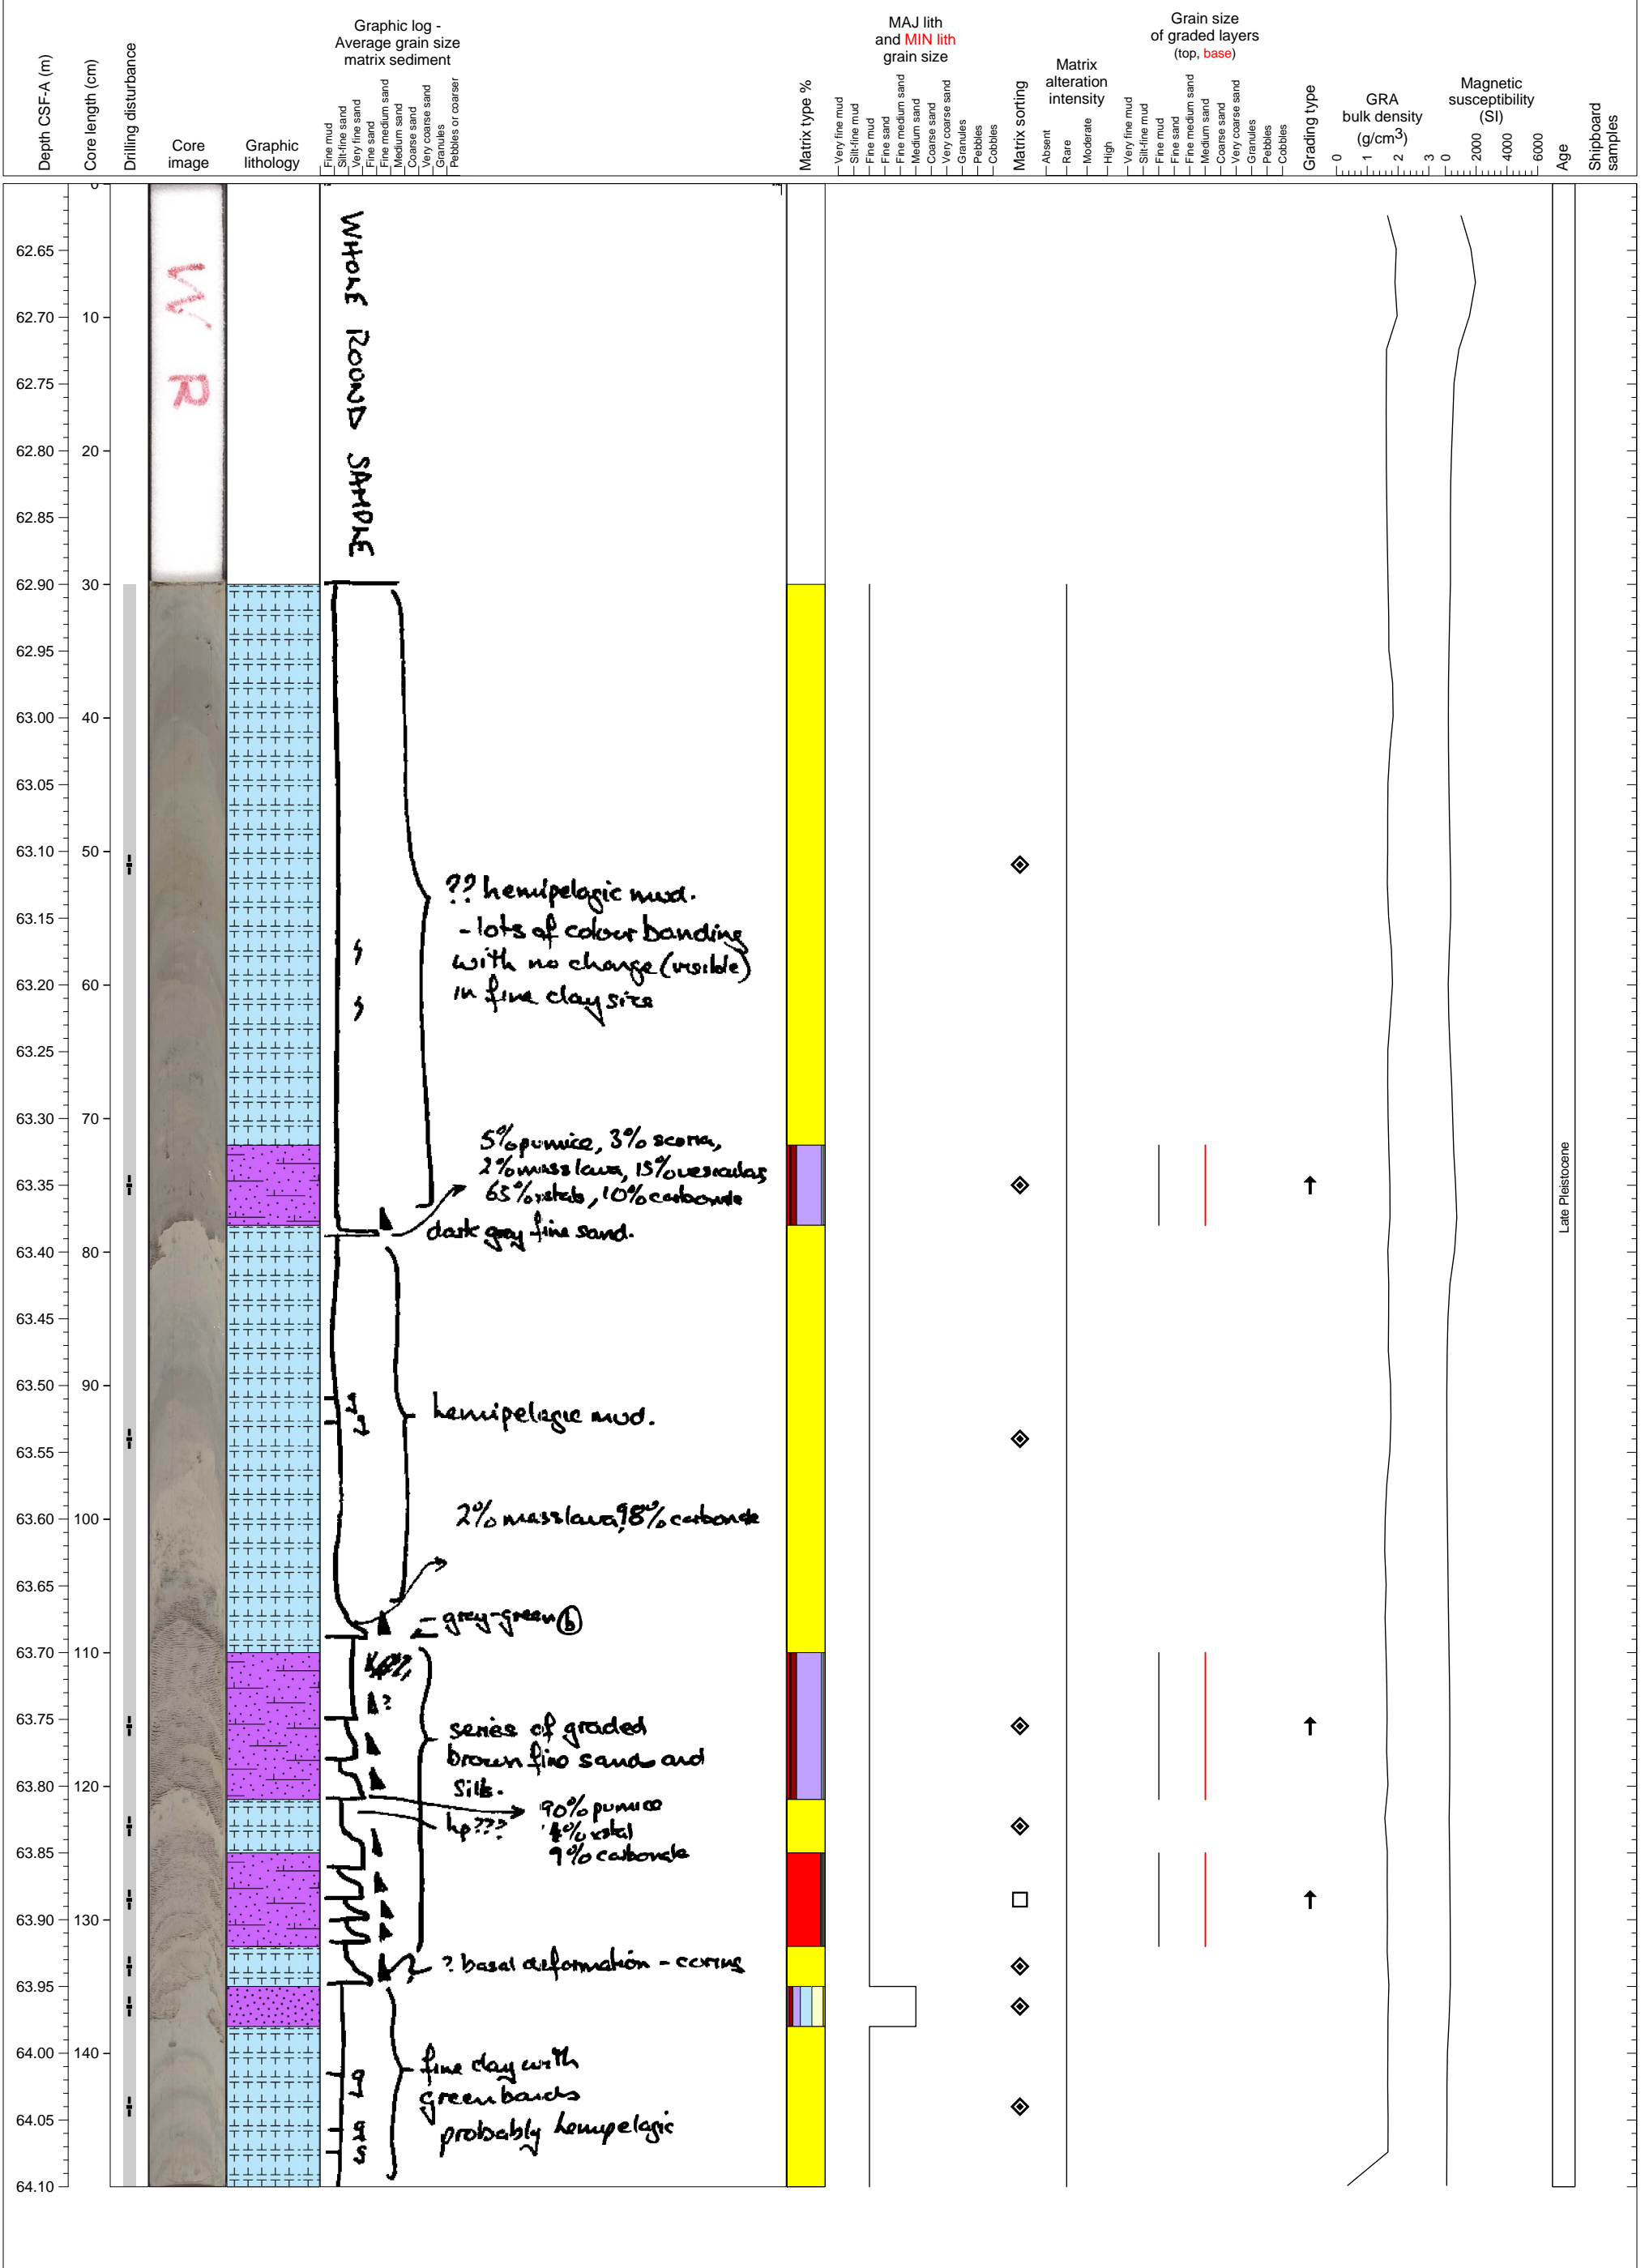 Depth CSF-A (m)
Core length (cm)
Drilling disturbance
Core
image
Graphic
lithology
Graphic log -
Average grain size
matrix sediment
Fine mud
Silt-fine sand
Very fine sand
Fine sand
Fine medium sand
Medium sand
Coarse sand
Very coarse sand
Granules
Pebbles or coarser
Matrix type %
MAJ lith
and MIN lith
grain size
Very fine mud
Silt-fine mud
Fine mud
Fine sand
Fine medium sand
Medium sand
Coarse sand
Very coarse sand
Granules
Pebbles
Cobbles
Matrix sorting
Matrix
alteration
intensity
Absent
Rare
Moderate
High
Grain size
of graded layers
(top, base)
Very fine mud
Silt-fine mud
Fine mud
Fine sand
Fine medium sand
Medium sand
Coarse sand
Very coarse sand
Granules
Pebbles
Cobbles
Grading type
GRA
bulk density
(g/cm3)
0
1
2
3
Magnetic
susceptibility
(SI)
0
2000
4000
6000
Age
Shipboard
samples
62.65
62.70
62.75
62.80
62.85
62.90
62.95
63.00
63.05
63.10
63.15
63.20
63.25
63.30
63.35
63.40
63.45
63.50
63.55
63.60
63.65
63.70
63.75
63.80
63.85
63.90
63.95
64.00
64.05
64.10
0
10
20
30
40
50
60
70
80
90
100
110
120
130
140
W R
WHOLE ROUND SAMPLE
?? hemipelagic mud.
- lots of colour banding
with no change (visible)
in fine clay size
5% pumice, 3% scoria,
2% mass lava, 15% vesicular,
65% xstals, 10% carbonate
dark grey fine sand.
hemipelagic mud.
2% mass lava, 98% carbonate
- grey-green b
?
series of graded
brown fine sand and
silts.
90% pumice
hp???
xstal
9% carbonate
? basal deformation - coring
fine clay with
green bands
probably hemipelagic
Late Pleistocene